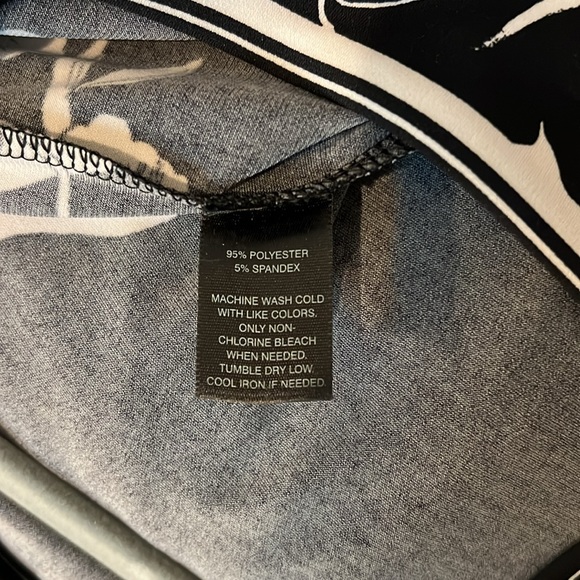 95% POLYESTER
5% SPANDEX
MACHINE WASH COLD
WITH LIKE COLORS.
ONLY NON-
CHLORINE BLEACH
WHEN NEEDED.
TUMBLE DRY LOW.
COOL IRON IF NEEDED.